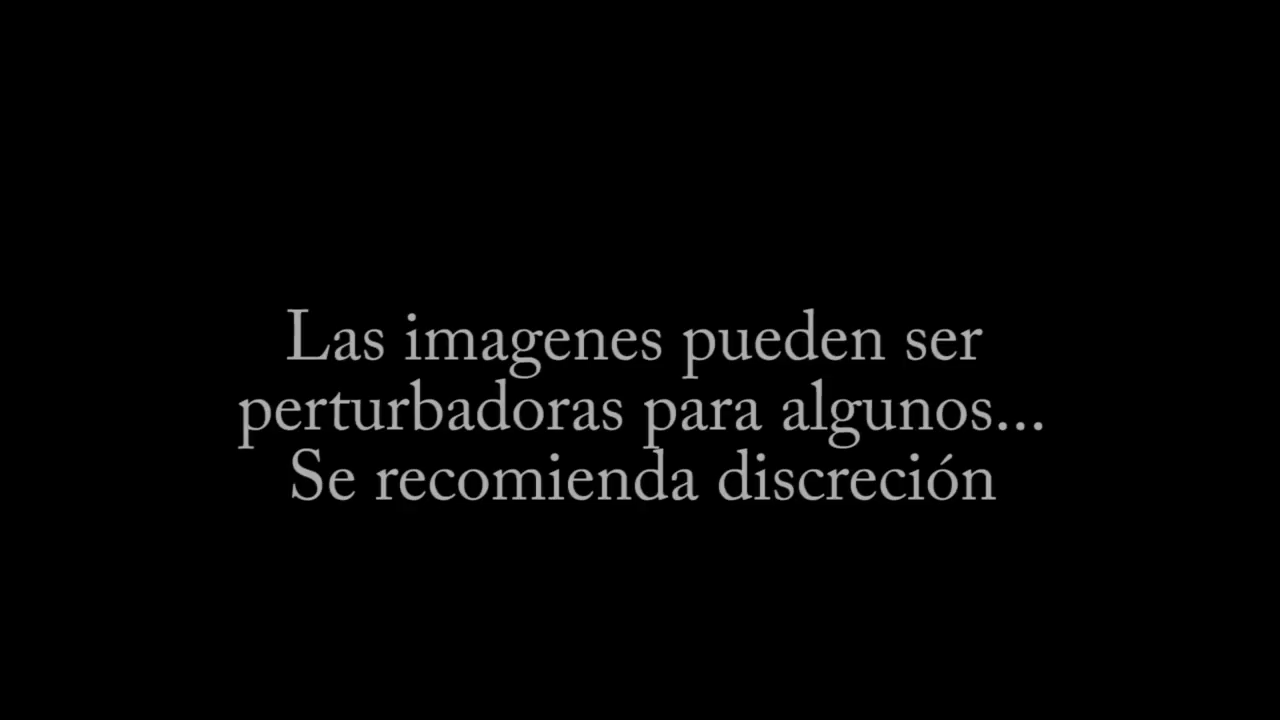 Las imagenes pueden ser
perturbadoras para algunos...
Se recomienda discreción